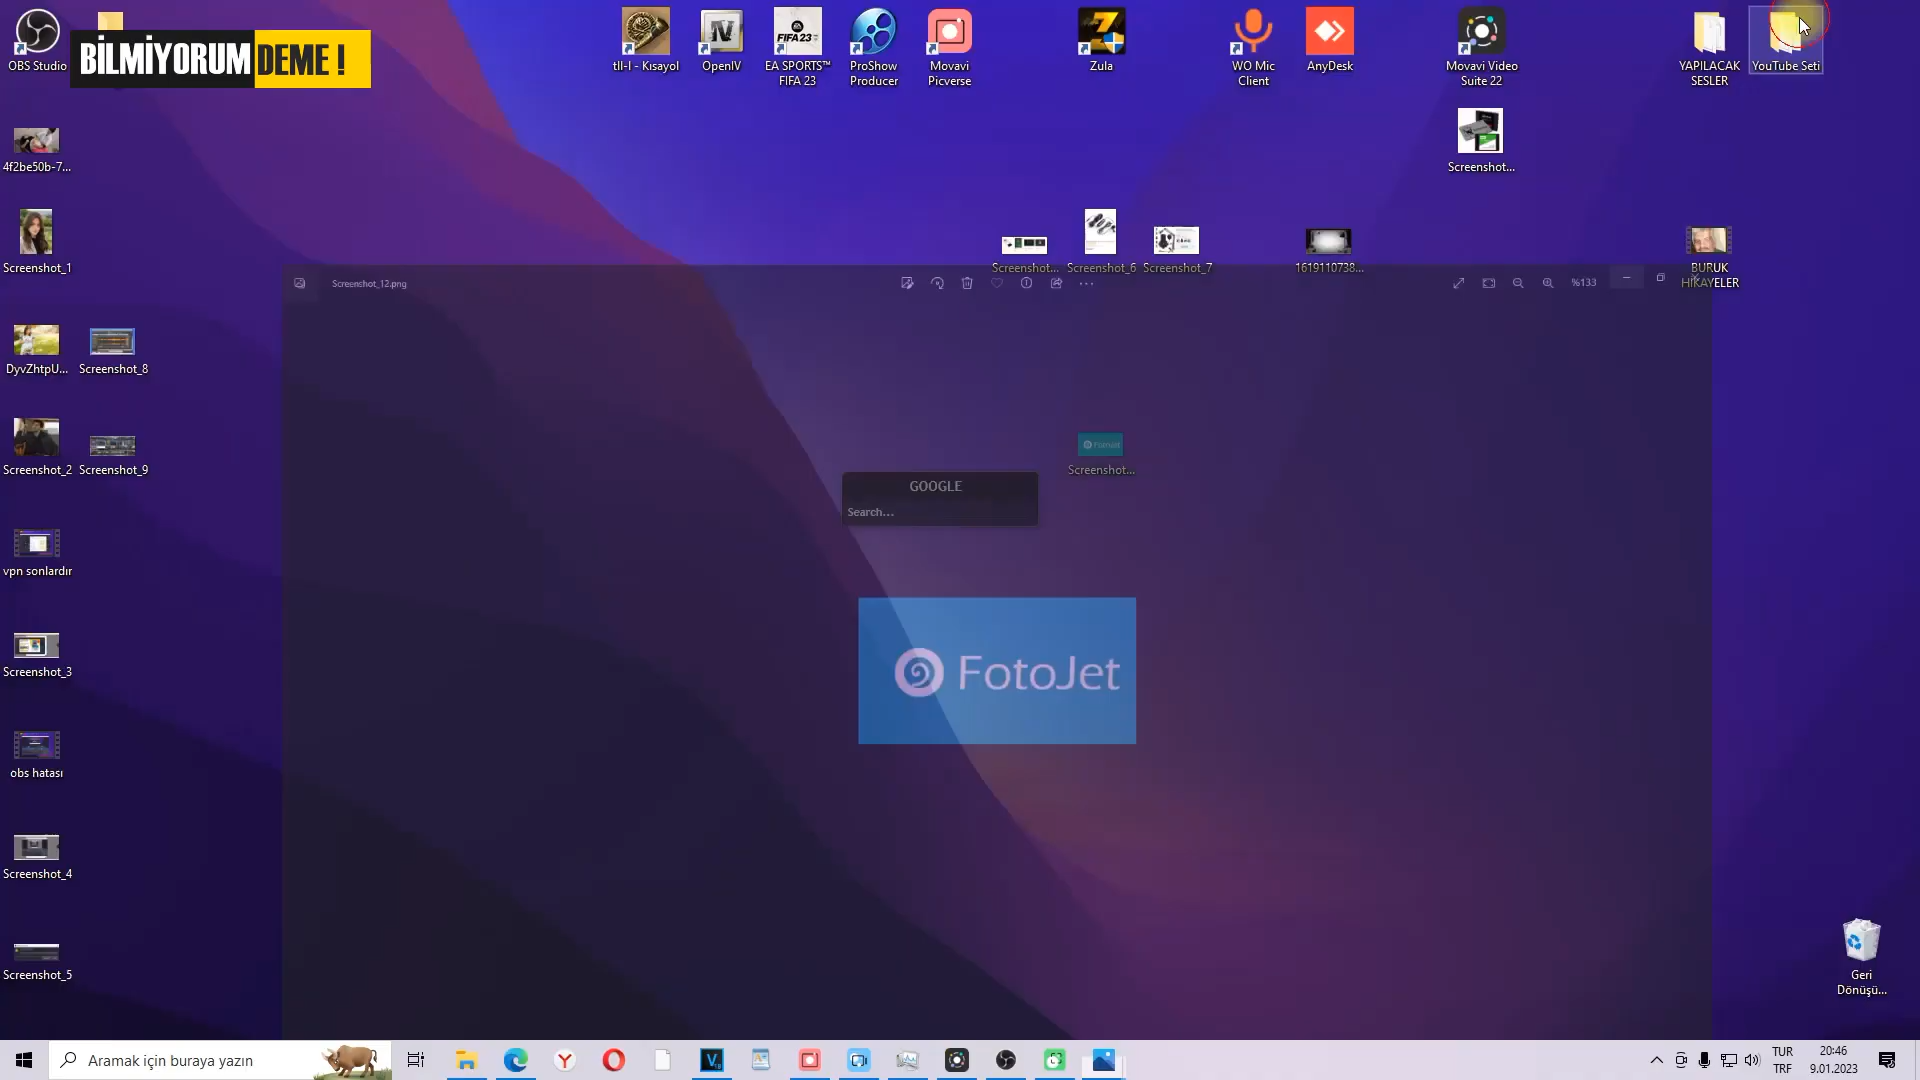 OBS Studio
BİLMİYORUM DEME !
tll-l - Kısayol
OpenIV
EA SPORTS™
FIFA 23
ProShow
Producer
Movavi
Picverse
Zula
WO Mic
Client
AnyDesk
Movavi Video
Suite 22
YAPILACAK
SESLER
YouTube Seti
4f2be50b-7...
Screenshot...
Screenshot_1
Screenshot...
Screenshot_6
Screenshot_7
1619110738...
BURUK
HİKAYELER
Screenshot_12.png
%133
DyvZhtpU...
Screenshot_8
Screenshot_2
Screenshot_9
FotoJet
Screenshot...
GOOGLE
Search...
vpn sonlardır
FotoJet
Screenshot_3
obs hatası
Screenshot_4
Screenshot_5
Geri
Dönüşü...
Aramak için buraya yazın
TUR
TRF
20:46
9.01.2023